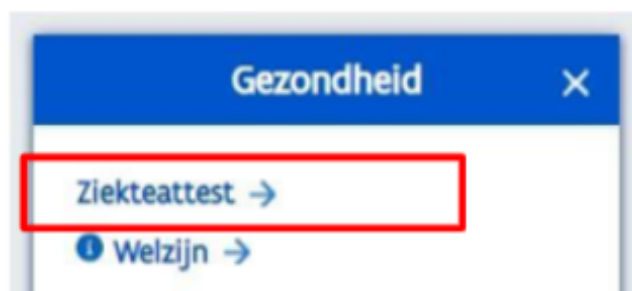 Gezondheid
Ziekteattest →
Welzijn →